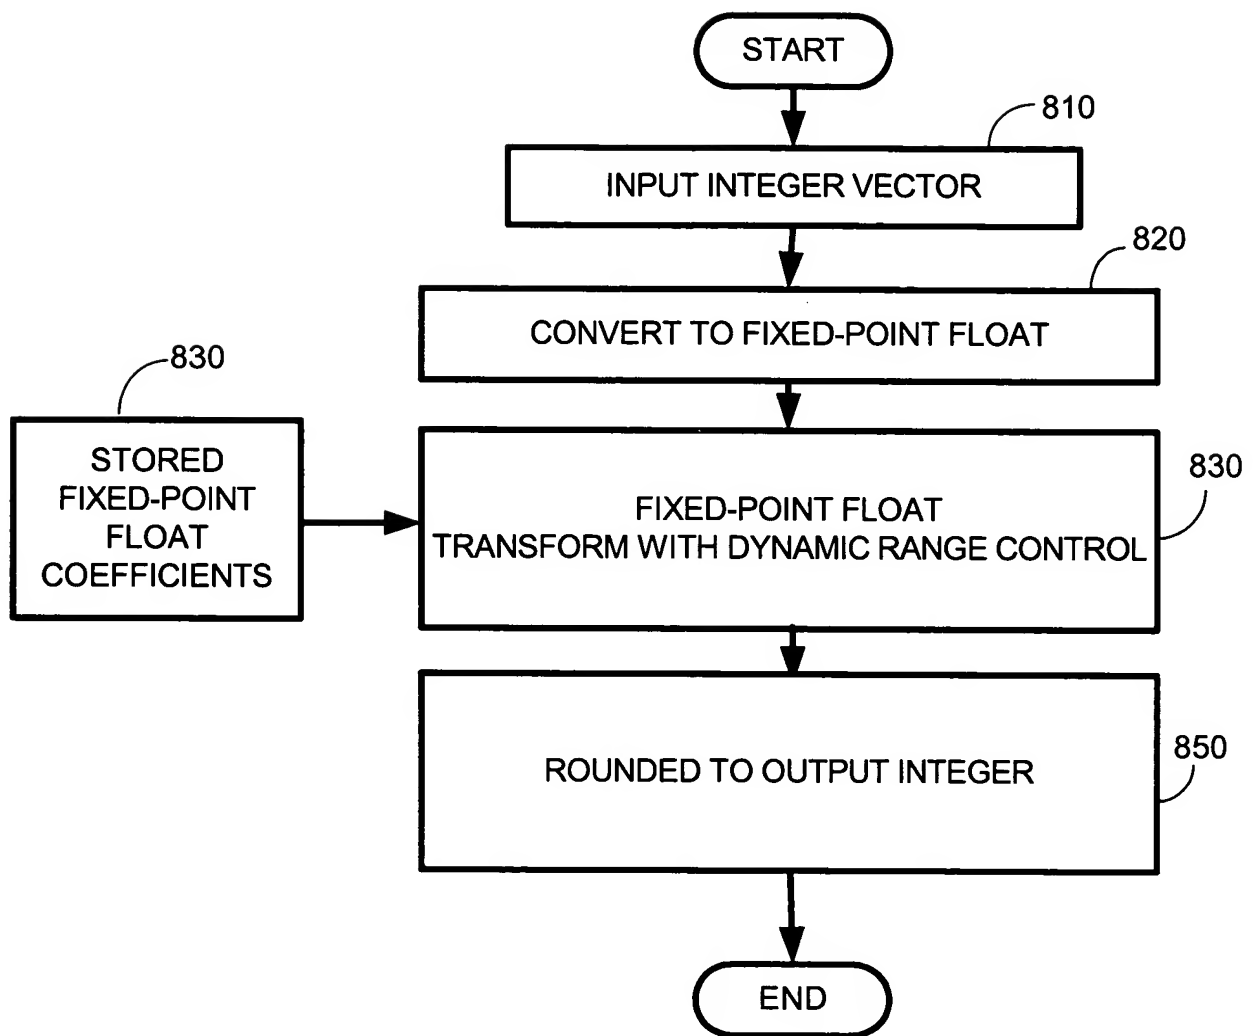 START
810
INPUT INTEGER VECTOR
820
CONVERT TO FIXED-POINT FLOAT
830
STORED
FIXED-POINT
FLOAT
COEFFICIENTS
830
FIXED-POINT FLOAT
TRANSFORM WITH DYNAMIC RANGE CONTROL
850
ROUNDED TO OUTPUT INTEGER
END